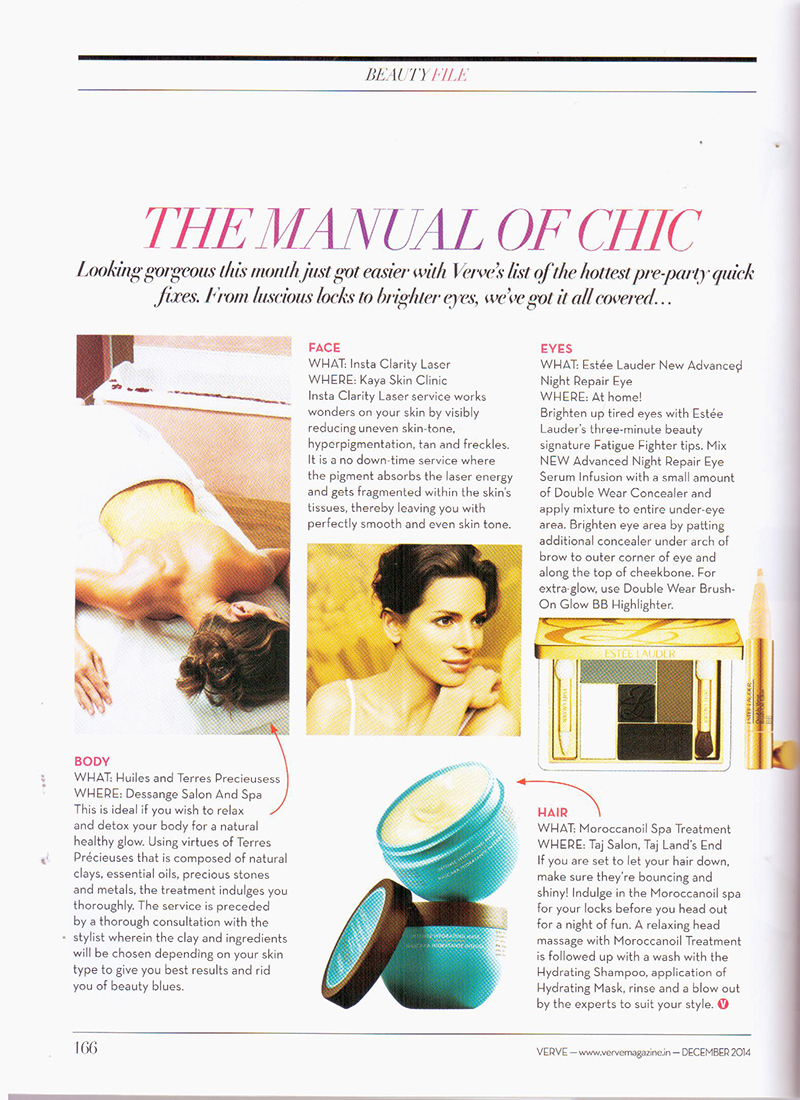 BEAUTY FILE
THE MANUAL OF CHIC
Looking gorgeous this month just got easier with Verve's list of the hottest pre-party quick
fixes. From luscious locks to brighter eyes, we've got it all covered...
FACE
WHAT: Insta Clarity Laser
WHERE: Kaya Skin Clinic
Insta Clarity Laser service works
wonders on your skin by visibly
reducing uneven skin-tone,
hyperpigmentation, tan and freckles.
It is a no down-time service where
the pigment absorbs the laser energy
and gets fragmented within the skin's
tissues, thereby leaving you with
perfectly smooth and even skin tone.
EYES
WHAT: Estée Lauder New Advanced
Night Repair Eye
WHERE: At home!
Brighten up tired eyes with Estée
Lauder's three-minute beauty
signature Fatigue Fighter tips. Mix
NEW Advanced Night Repair Eye
Serum Infusion with a small amount
of Double Wear Concealer and
apply mixture to entire under-eye
area. Brighten eye area by patting
additional concealer under arch of
brow to outer corner of eye and
along the top of cheekbone. For
extra-glow, use Double Wear Brush-
On Glow BB Highlighter.
ESTÉE LAUDER
BODY
WHAT: Huiles and Terres Precieusess
WHERE: Dessange Salon And Spa
This is ideal if you wish to relax
and detox your body for a natural
healthy glow. Using virtues of Terres
Précieuses that is composed of natural
clays, essential oils, precious stones
and metals, the treatment indulges you
thoroughly. The service is preceded
by a thorough consultation with the
stylist wherein the clay and ingredients
will be chosen depending on your skin
type to give you best results and rid
you of beauty blues.
HAIR
WHAT: Moroccanoil Spa Treatment
WHERE: Taj Salon, Taj Land's End
If you are set to let your hair down,
make sure they're bouncing and
shiny! Indulge in the Moroccanoil spa
for your locks before you head out
for a night of fun. A relaxing head
massage with Moroccanoil Treatment
is followed up with a wash with the
Hydrating Shampoo, application of
Hydrating Mask, rinse and a blow out
by the experts to suit your style. V
INTENSE HYDRATING MASK
166
VERVE — www.vervemagazine.in — DECEMBER 2014